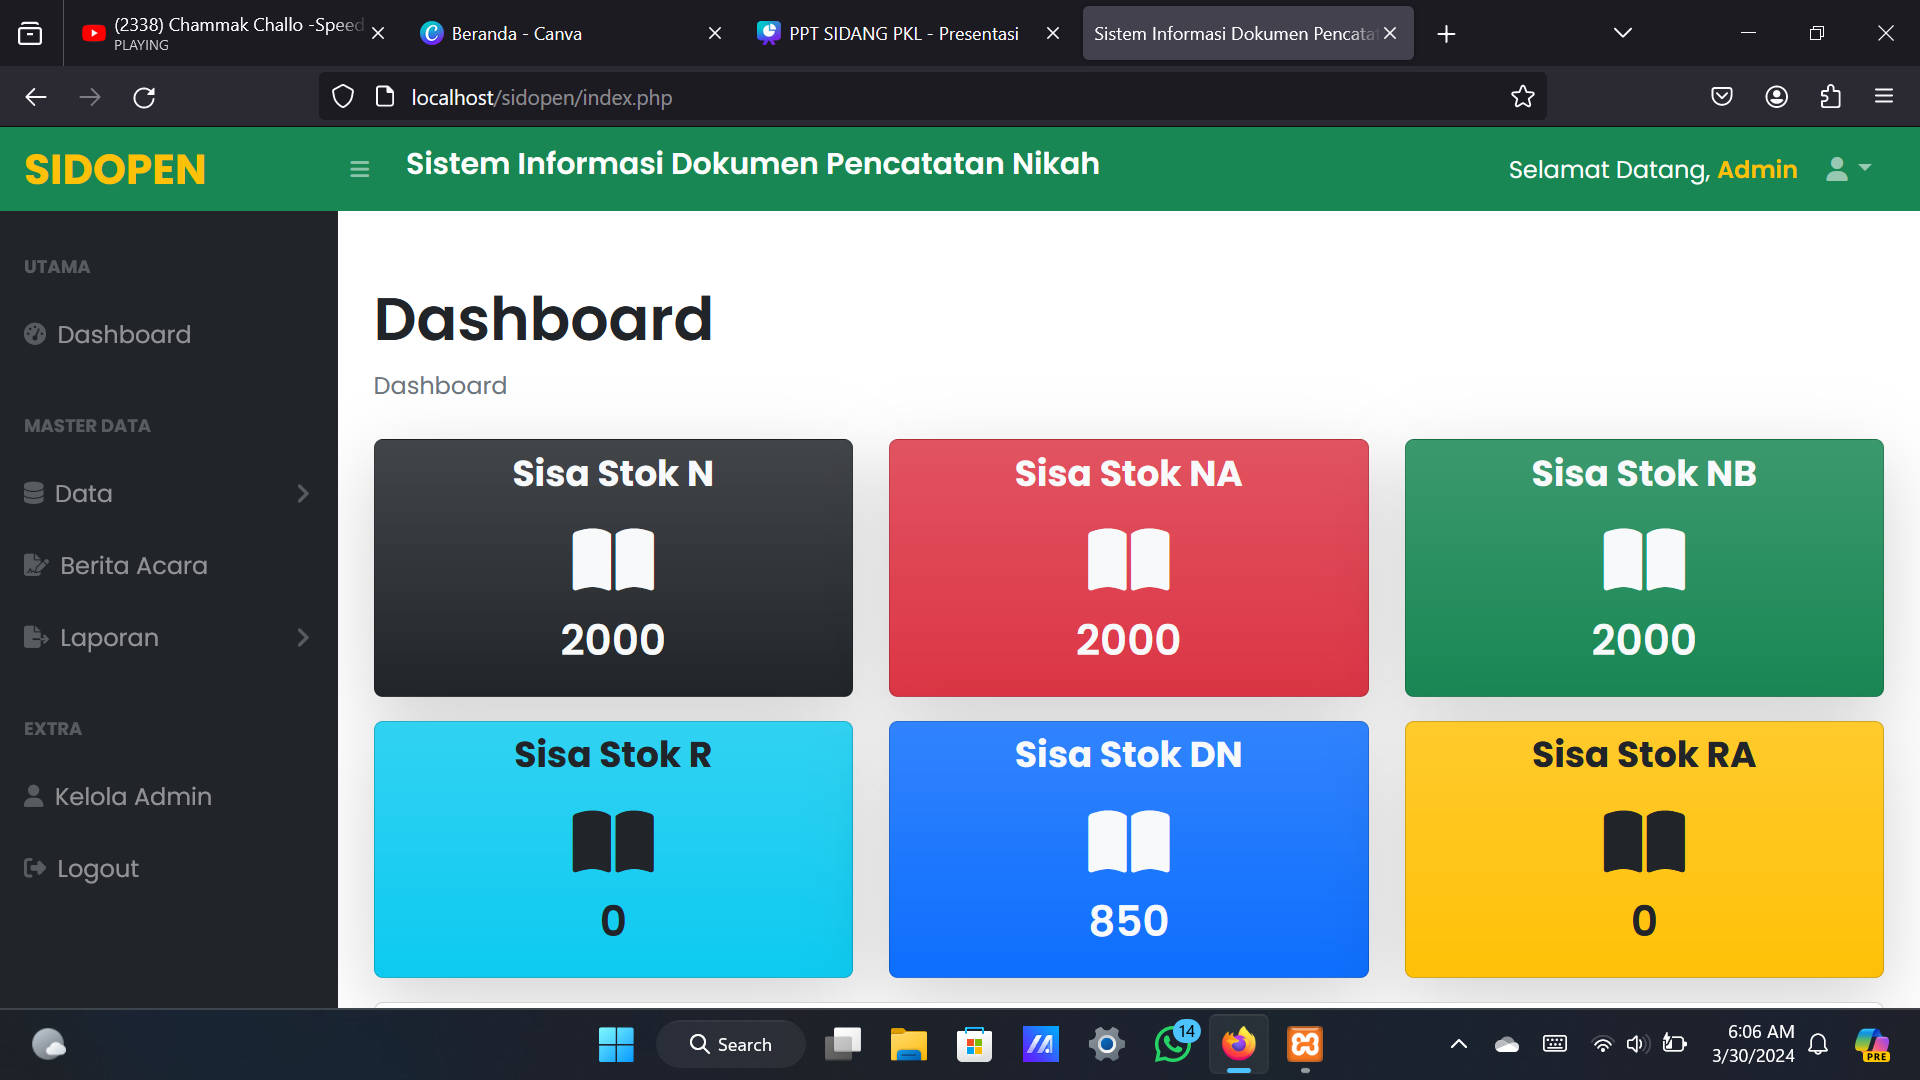 (2338) Chammak Challo -Speed
PLAYING
Beranda - Canva
PPT SIDANG PKL - Presentasi
Sistem Informasi Dokumen Pencata
localhost/sidopen/index.php
SIDOPEN
Sistem Informasi Dokumen Pencatatan Nikah
Selamat Datang, Admin
UTAMA
Dashboard
MASTER DATA
Data
Berita Acara
Laporan
EXTRA
Kelola Admin
Logout
Dashboard
Dashboard
Sisa Stok N
2000
Sisa Stok NA
2000
Sisa Stok NB
2000
Sisa Stok R
0
Sisa Stok DN
850
Sisa Stok RA
0
Search
14
6:06 AM
3/30/2024
PRE